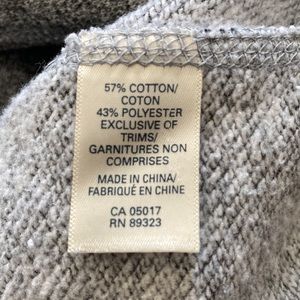 57% COTTON/
COTON
43% POLYESTER
EXCLUSIVE OF
TRIMS/
GARNITURES NON
COMPRISES
MADE IN CHINA/
FABRIQUÉ EN CHINE
CA 05017
RN 89323